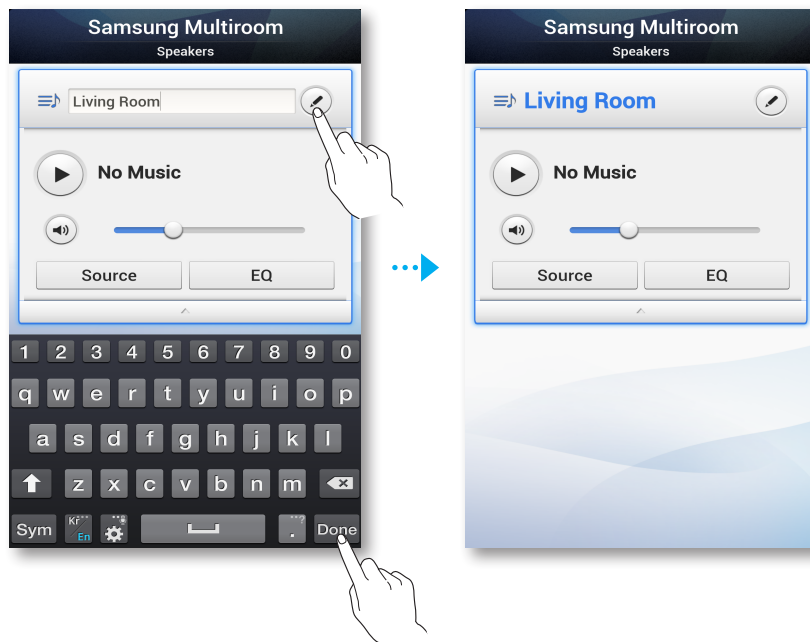 Samsung Multiroom
Speakers
Living Room
No Music
Source EQ
1 2 3 4 5 6 7 8 9 0
q w e r t y u i o p
a s d f g h j k l
z x c v b n m
Sym En . Done
Samsung Multiroom
Speakers
Living Room
No Music
Source EQ